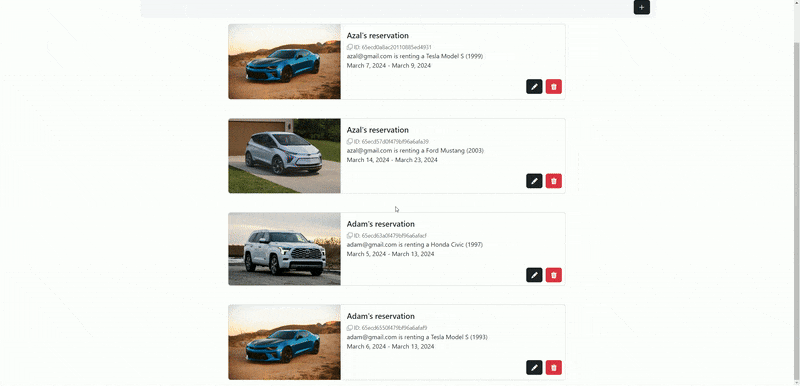 +
Azal's reservation
ID: 65ecd0a8ac20110885ed4931
azal@gmail.com is renting a Tesla Model S (1999)
March 7, 2024 - March 9, 2024
Azal's reservation
ID: 65ecd57d0f479bf96a6afa39
azal@gmail.com is renting a Ford Mustang (2003)
March 14, 2024 - March 23, 2024
Adam's reservation
ID: 65ecd63a0f479bf96a6afacf
adam@gmail.com is renting a Honda Civic (1997)
March 5, 2024 - March 13, 2024
Adam's reservation
ID: 65ecd6550f479bf96a6afaf9
adam@gmail.com is renting a Tesla Model S (1993)
March 6, 2024 - March 13, 2024